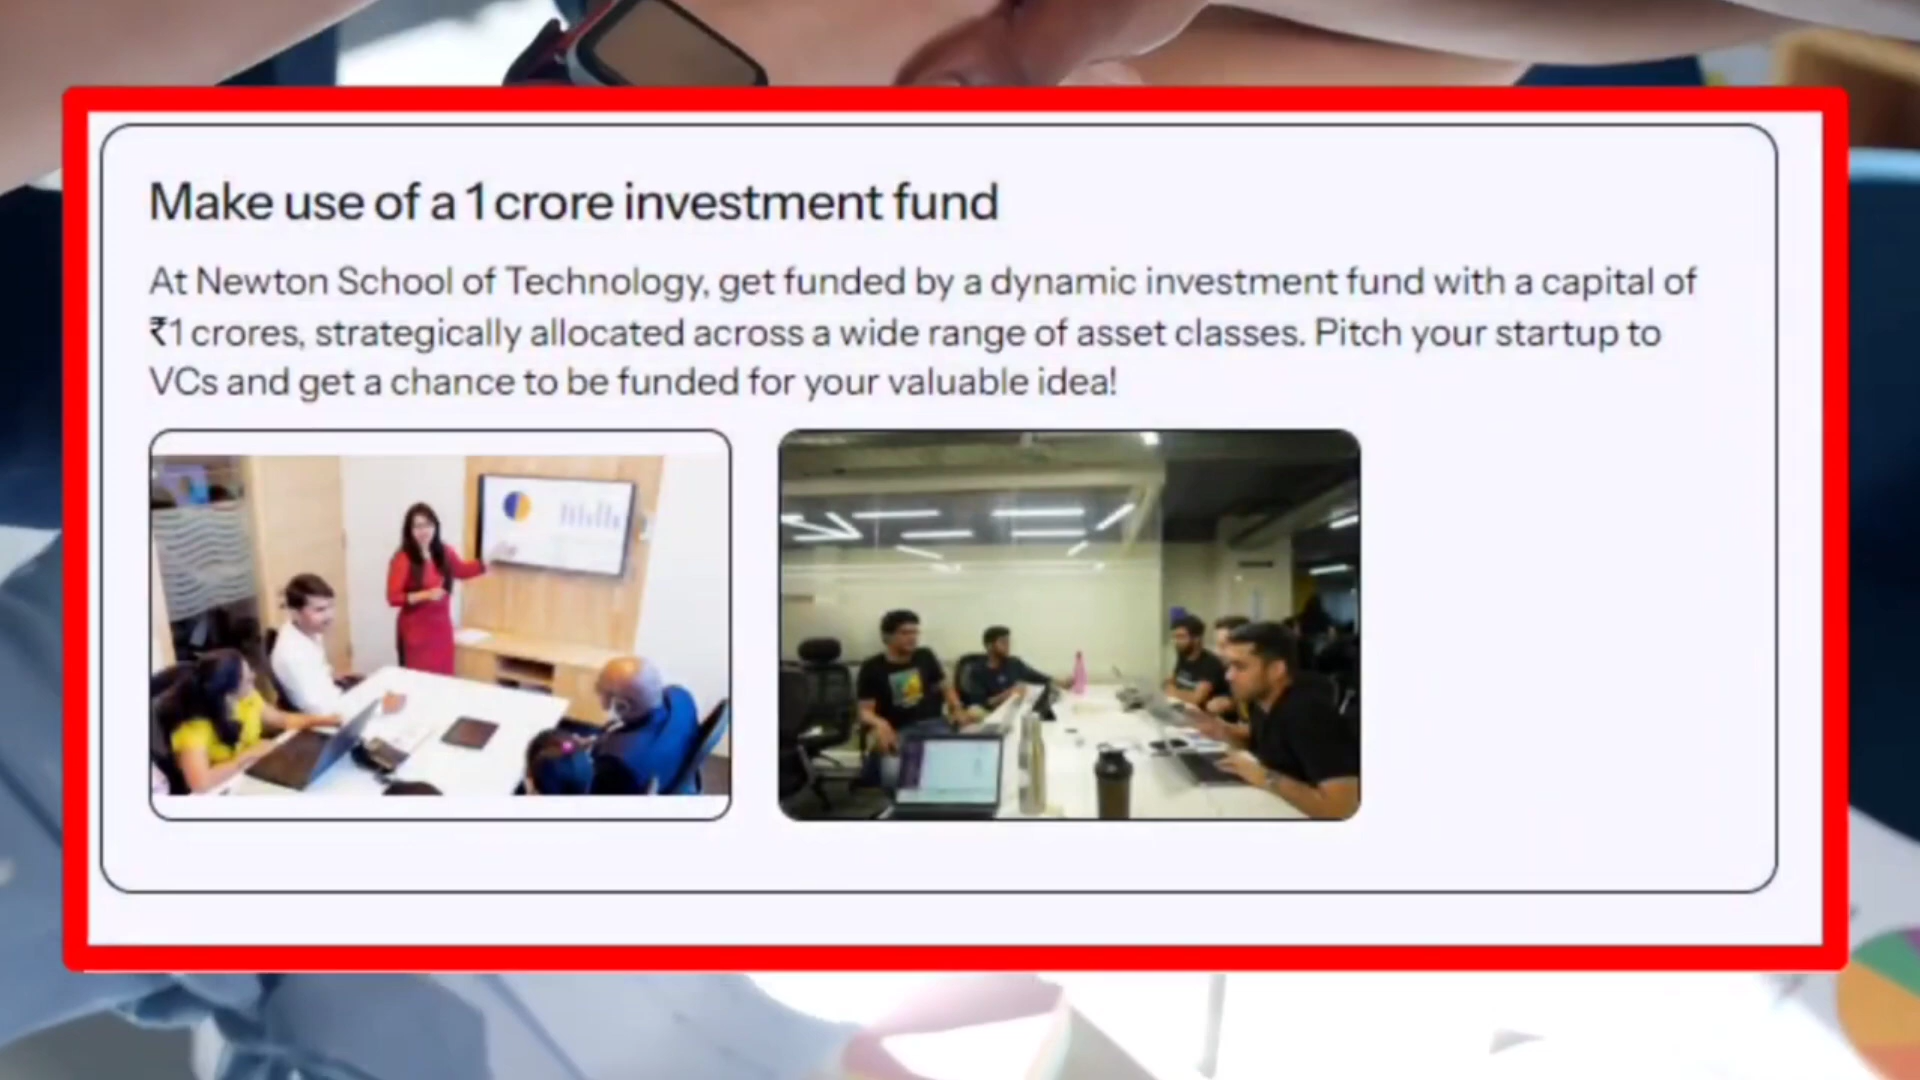 Make use of a 1 crore investment fund
At Newton School of Technology, get funded by a dynamic investment fund with a capital of
₹1 crores, strategically allocated across a wide range of asset classes. Pitch your startup to
VCs and get a chance to be funded for your valuable idea!